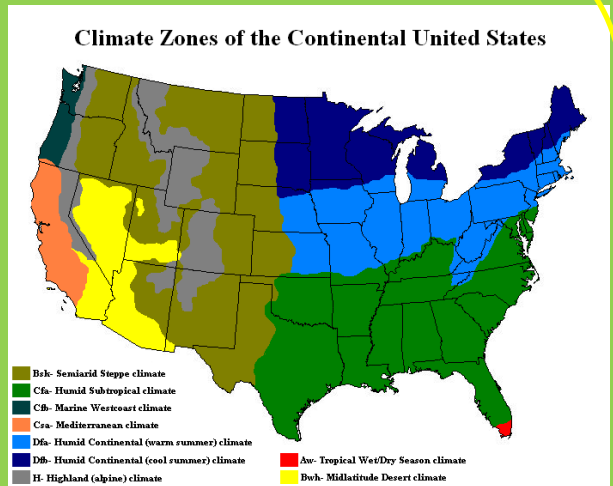 Climate Zones of the Continental United States
Bsk- Semiarid Steppe climate
Cfa- Humid Subtropical climate
Cfb- Marine Westcoast climate
Csa- Mediterranean climate
Dfa- Humid Continental (warm summer) climate
Dfb- Humid Continental (cool summer) climate
H- Highland (alpine) climate
Aw- Tropical Wet/Dry Season climate
Bwh- Midlatitude Desert climate